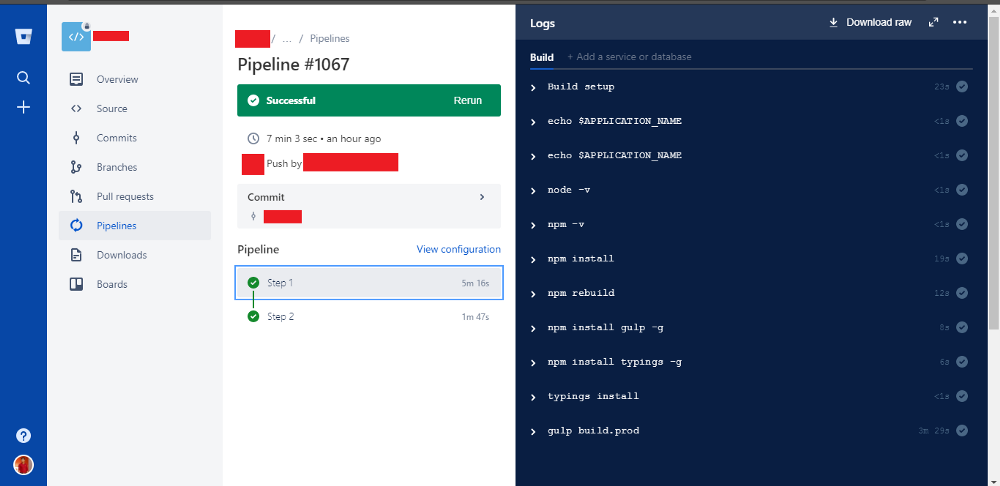 Overview
Source
Commits
Branches
Pull requests
Pipelines
Downloads
Boards
/ ... / Pipelines
Pipeline #1067
Successful Rerun
7 min 3 sec • an hour ago
Push by
Commit
Pipeline View configuration
Step 1 5m 16s
Step 2 1m 47s
Logs Download raw
Build + Add a service or database
Build setup 23s
echo $APPLICATION_NAME <1s
echo $APPLICATION_NAME <1s
node -v <1s
npm -v <1s
npm install 19s
npm rebuild 12s
npm install gulp -g 8s
npm install typings -g 6s
typings install <1s
gulp build.prod 3m 29s